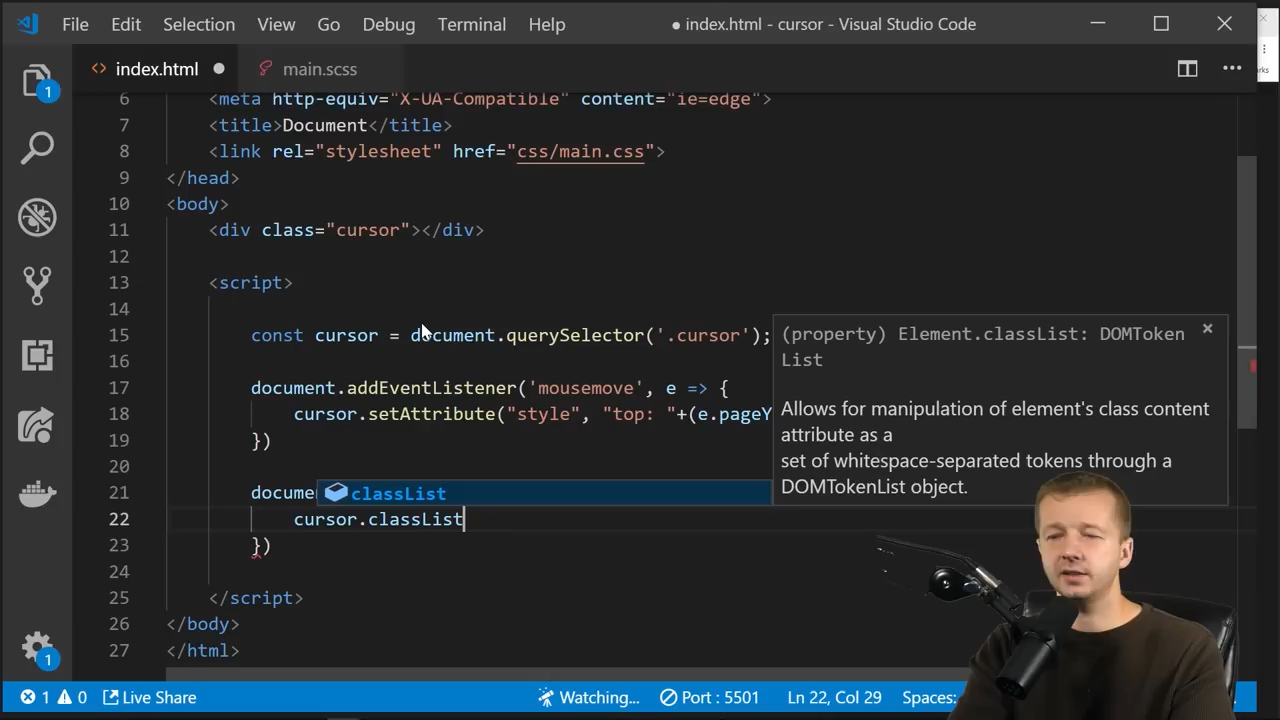 File Edit Selection View Go Debug Terminal Help ● index.html - cursor - Visual Studio Code
<> index.html ● main.scss ...
1
6 <meta http-equiv="X-UA-Compatible" content="ie=edge">
7 <title>Document</title>
8 <link rel="stylesheet" href="css/main.css">
9 </head>
10 <body>
11 <div class="cursor"></div>
12
13 <script>
14
15 const cursor = document.querySelector('.cursor');
16
17 document.addEventListener('mousemove', e => {
18 cursor.setAttribute("style", "top: "+(e.pageY
19 })
20
21 docume
22 cursor.classList
23 })
24
25 </script>
26 </body>
27 </html>
classList
(property) Element.classList: DOMToken
List
Allows for manipulation of element's class content
attribute as a
set of whitespace-separated tokens through a
DOMTokenList object.
1
1 0 Live Share Watching... Port : 5501 Ln 22, Col 29 Spaces: